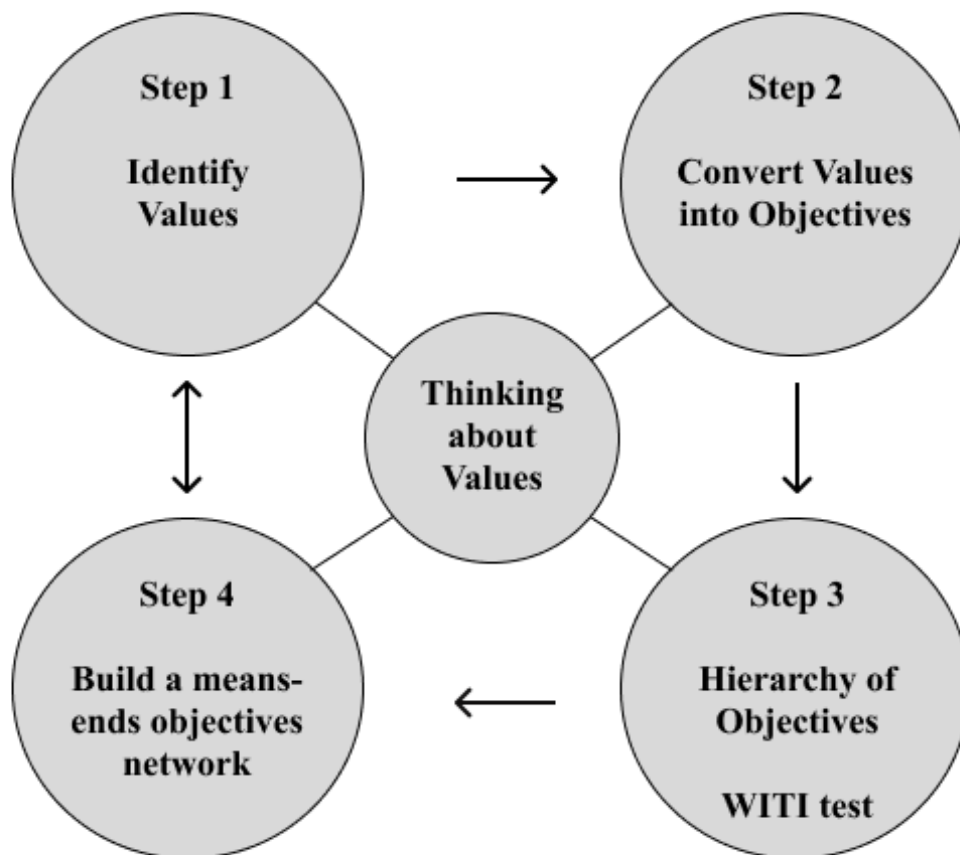 Step 1
Identify
Values
Step 2
Convert Values
into Objectives
Thinking
about
Values
Step 4
Build a means-
ends objectives
network
Step 3
Hierarchy of
Objectives
WITI test